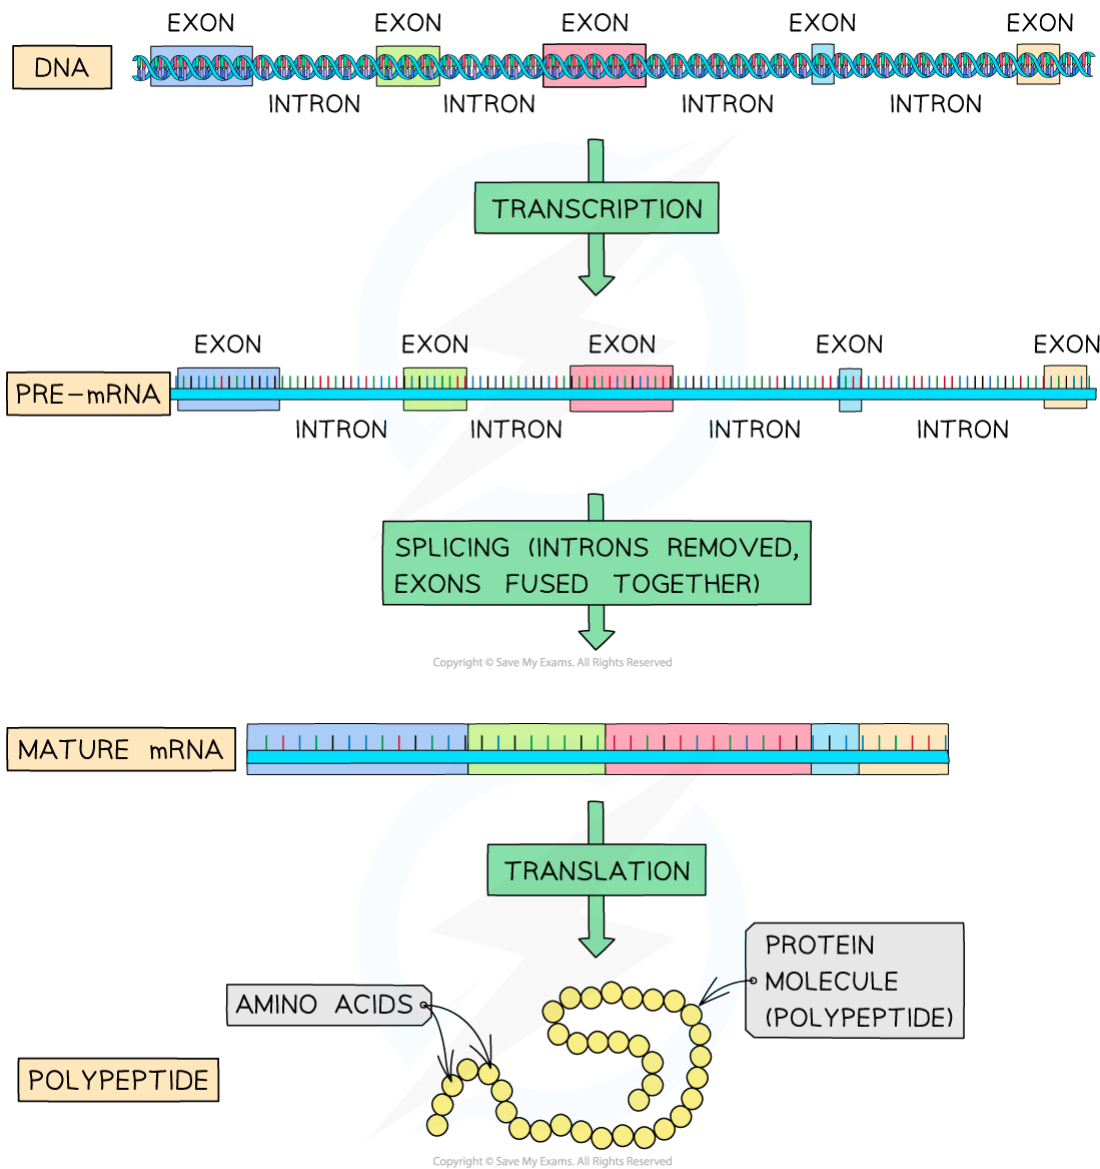 EXON EXON EXON EXON EXON
DNA
INTRON INTRON INTRON INTRON
TRANSCRIPTION
EXON EXON EXON EXON EXON
PRE-mRNA
INTRON INTRON INTRON INTRON
SPLICING (INTRONS REMOVED,
EXONS FUSED TOGETHER)
Copyright © Save My Exams. All Rights Reserved
MATURE mRNA
TRANSLATION
PROTEIN
MOLECULE
(POLYPEPTIDE)
AMINO ACIDS
POLYPEPTIDE
Copyright © Save My Exams. All Rights Reserved